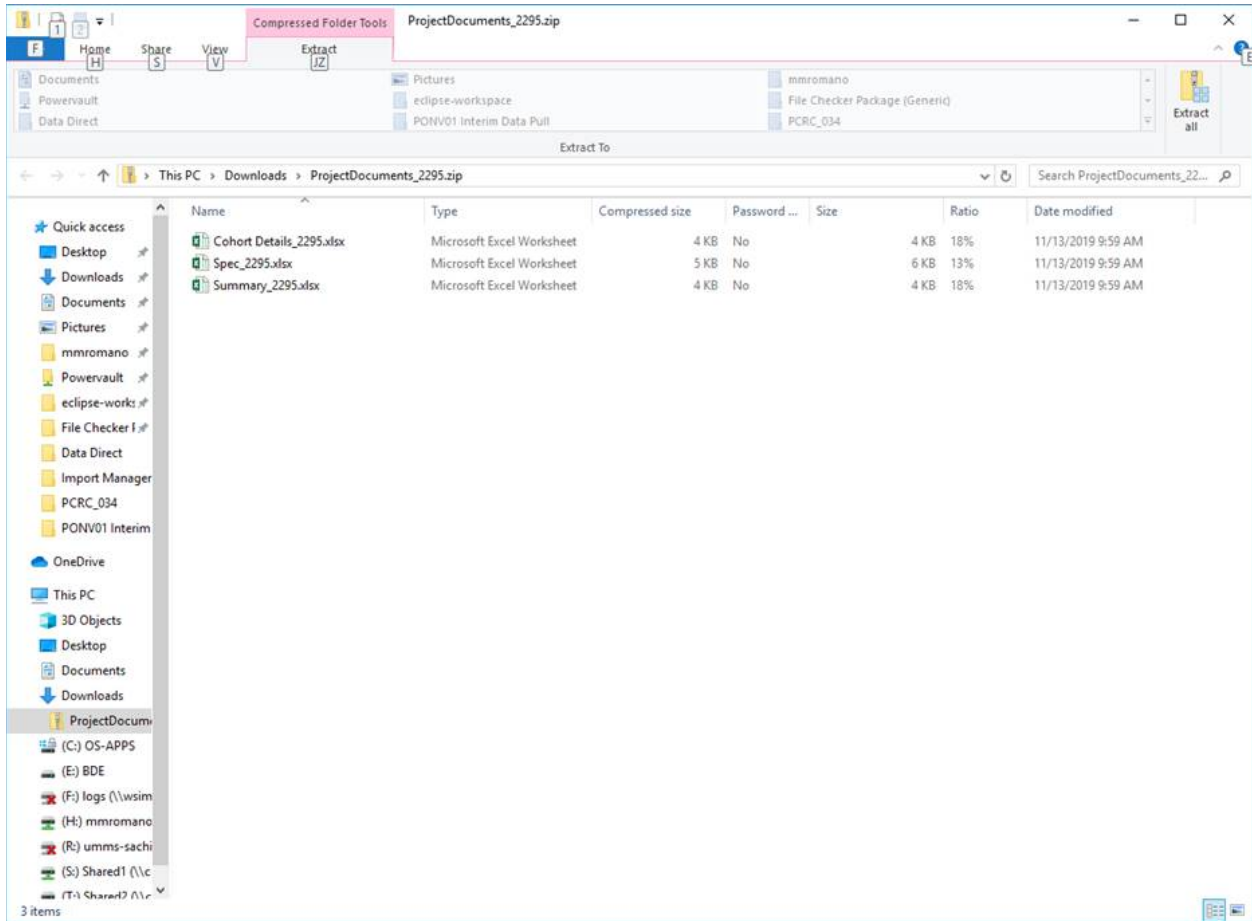 1 2 Compressed Folder Tools ProjectDocuments_2295.zip
F Home Share View Extract
H S V JZ E
Documents Pictures mmromano
Powervault eclipse-workspace File Checker Package (Generic)
Data Direct PONV01 Interim Data Pull PCRC_034
Extract all
Extract To
This PC > Downloads > ProjectDocuments_2295.zip Search ProjectDocuments_22...
Name Type Compressed size Password ... Size Ratio Date modified
Cohort Details_2295.xlsx Microsoft Excel Worksheet 4 KB No 4 KB 18% 11/13/2019 9:59 AM
Spec_2295.xlsx Microsoft Excel Worksheet 5 KB No 6 KB 13% 11/13/2019 9:59 AM
Summary_2295.xlsx Microsoft Excel Worksheet 4 KB No 4 KB 18% 11/13/2019 9:59 AM
Quick access
Desktop
Downloads
Documents
Pictures
mmromano
Powervault
eclipse-works
File Checker F
Data Direct
Import Manager
PCRC_034
PONV01 Interim
OneDrive
This PC
3D Objects
Desktop
Documents
Downloads
ProjectDocum
(C:) OS-APPS
(E:) BDE
(F:) logs (\\wsim
(H:) mmromano
(R:) umms-sachi
(S:) Shared1 (\\c
(T:) Shared2 (\\c
3 items